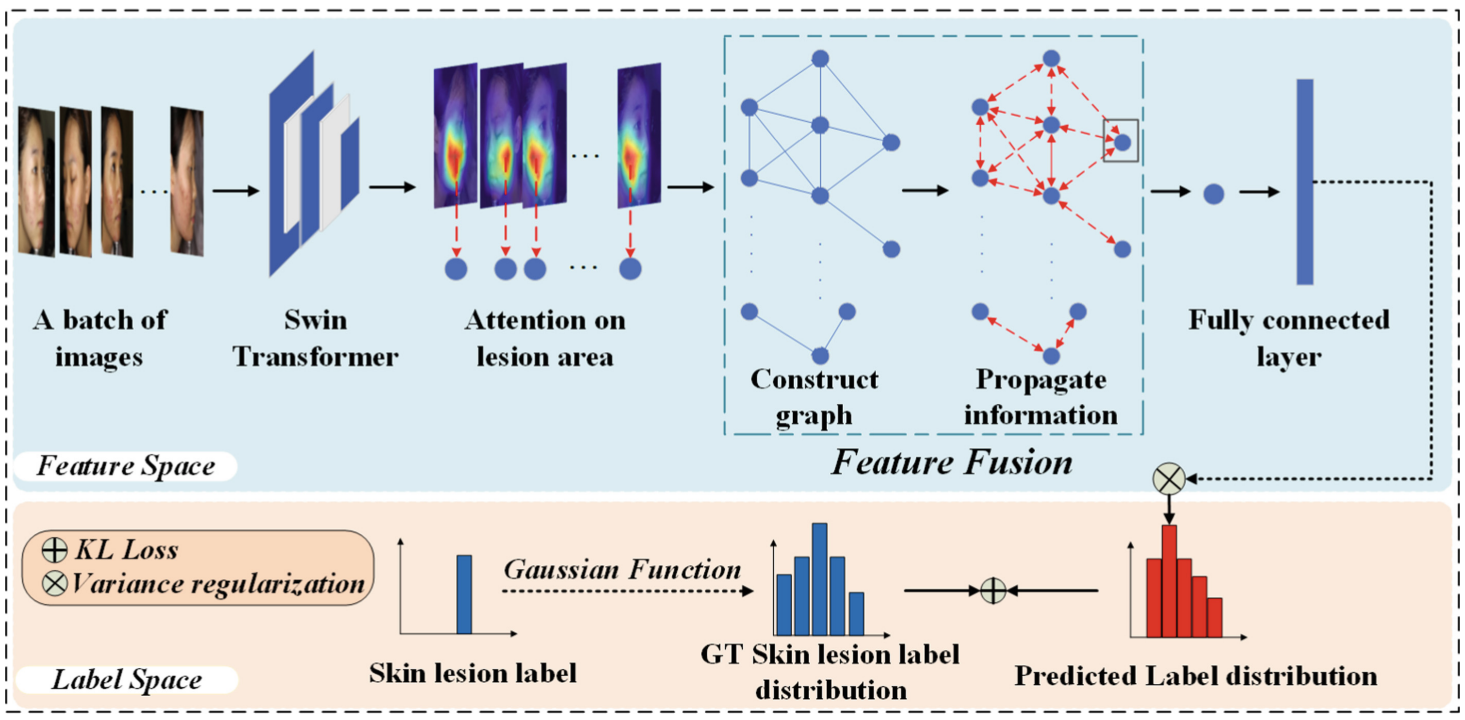 A batch of
images
Swin
Transformer
Attention on
lesion area
Construct
graph
Propagate
information
Fully connected
layer
Feature Space
Feature Fusion
KL Loss
Variance regularization
Gaussian Function
Skin lesion label
GT Skin lesion label
distribution
Predicted Label distribution
Label Space